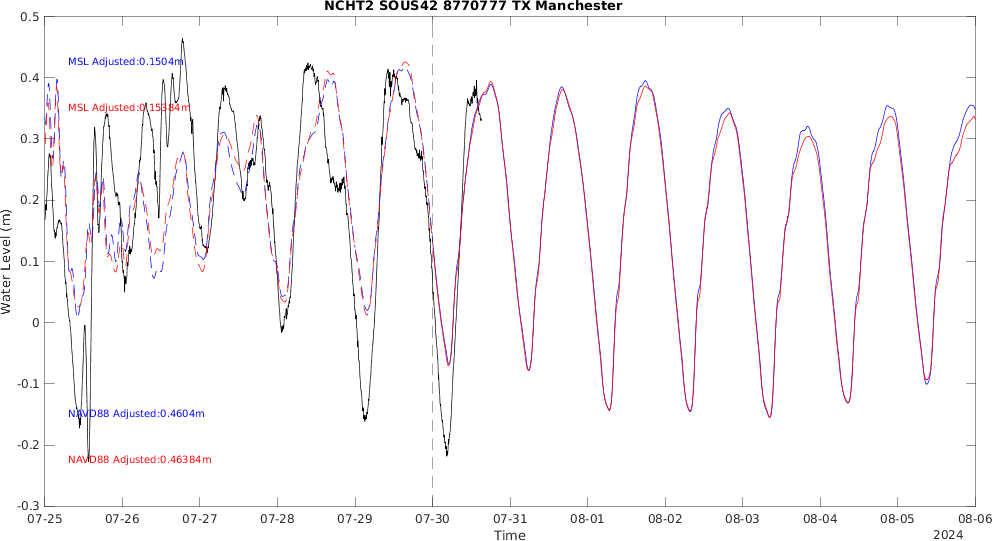 NCHT2 SOUS42 8770777 TX Manchester
0.5
MSL Adjusted:0.1504m
0.4
MSL Adjusted:0.15384m
0.3
0.2
Water Level (m)
0.1
0
-0.1
NAVD88 Adjusted:0.4604m
-0.2
NAVD88 Adjusted:0.46384m
-0.3
07-25 07-26 07-27 07-28 07-29 07-30 07-31 08-01 08-02 08-03 08-04 08-05 08-06
Time
2024